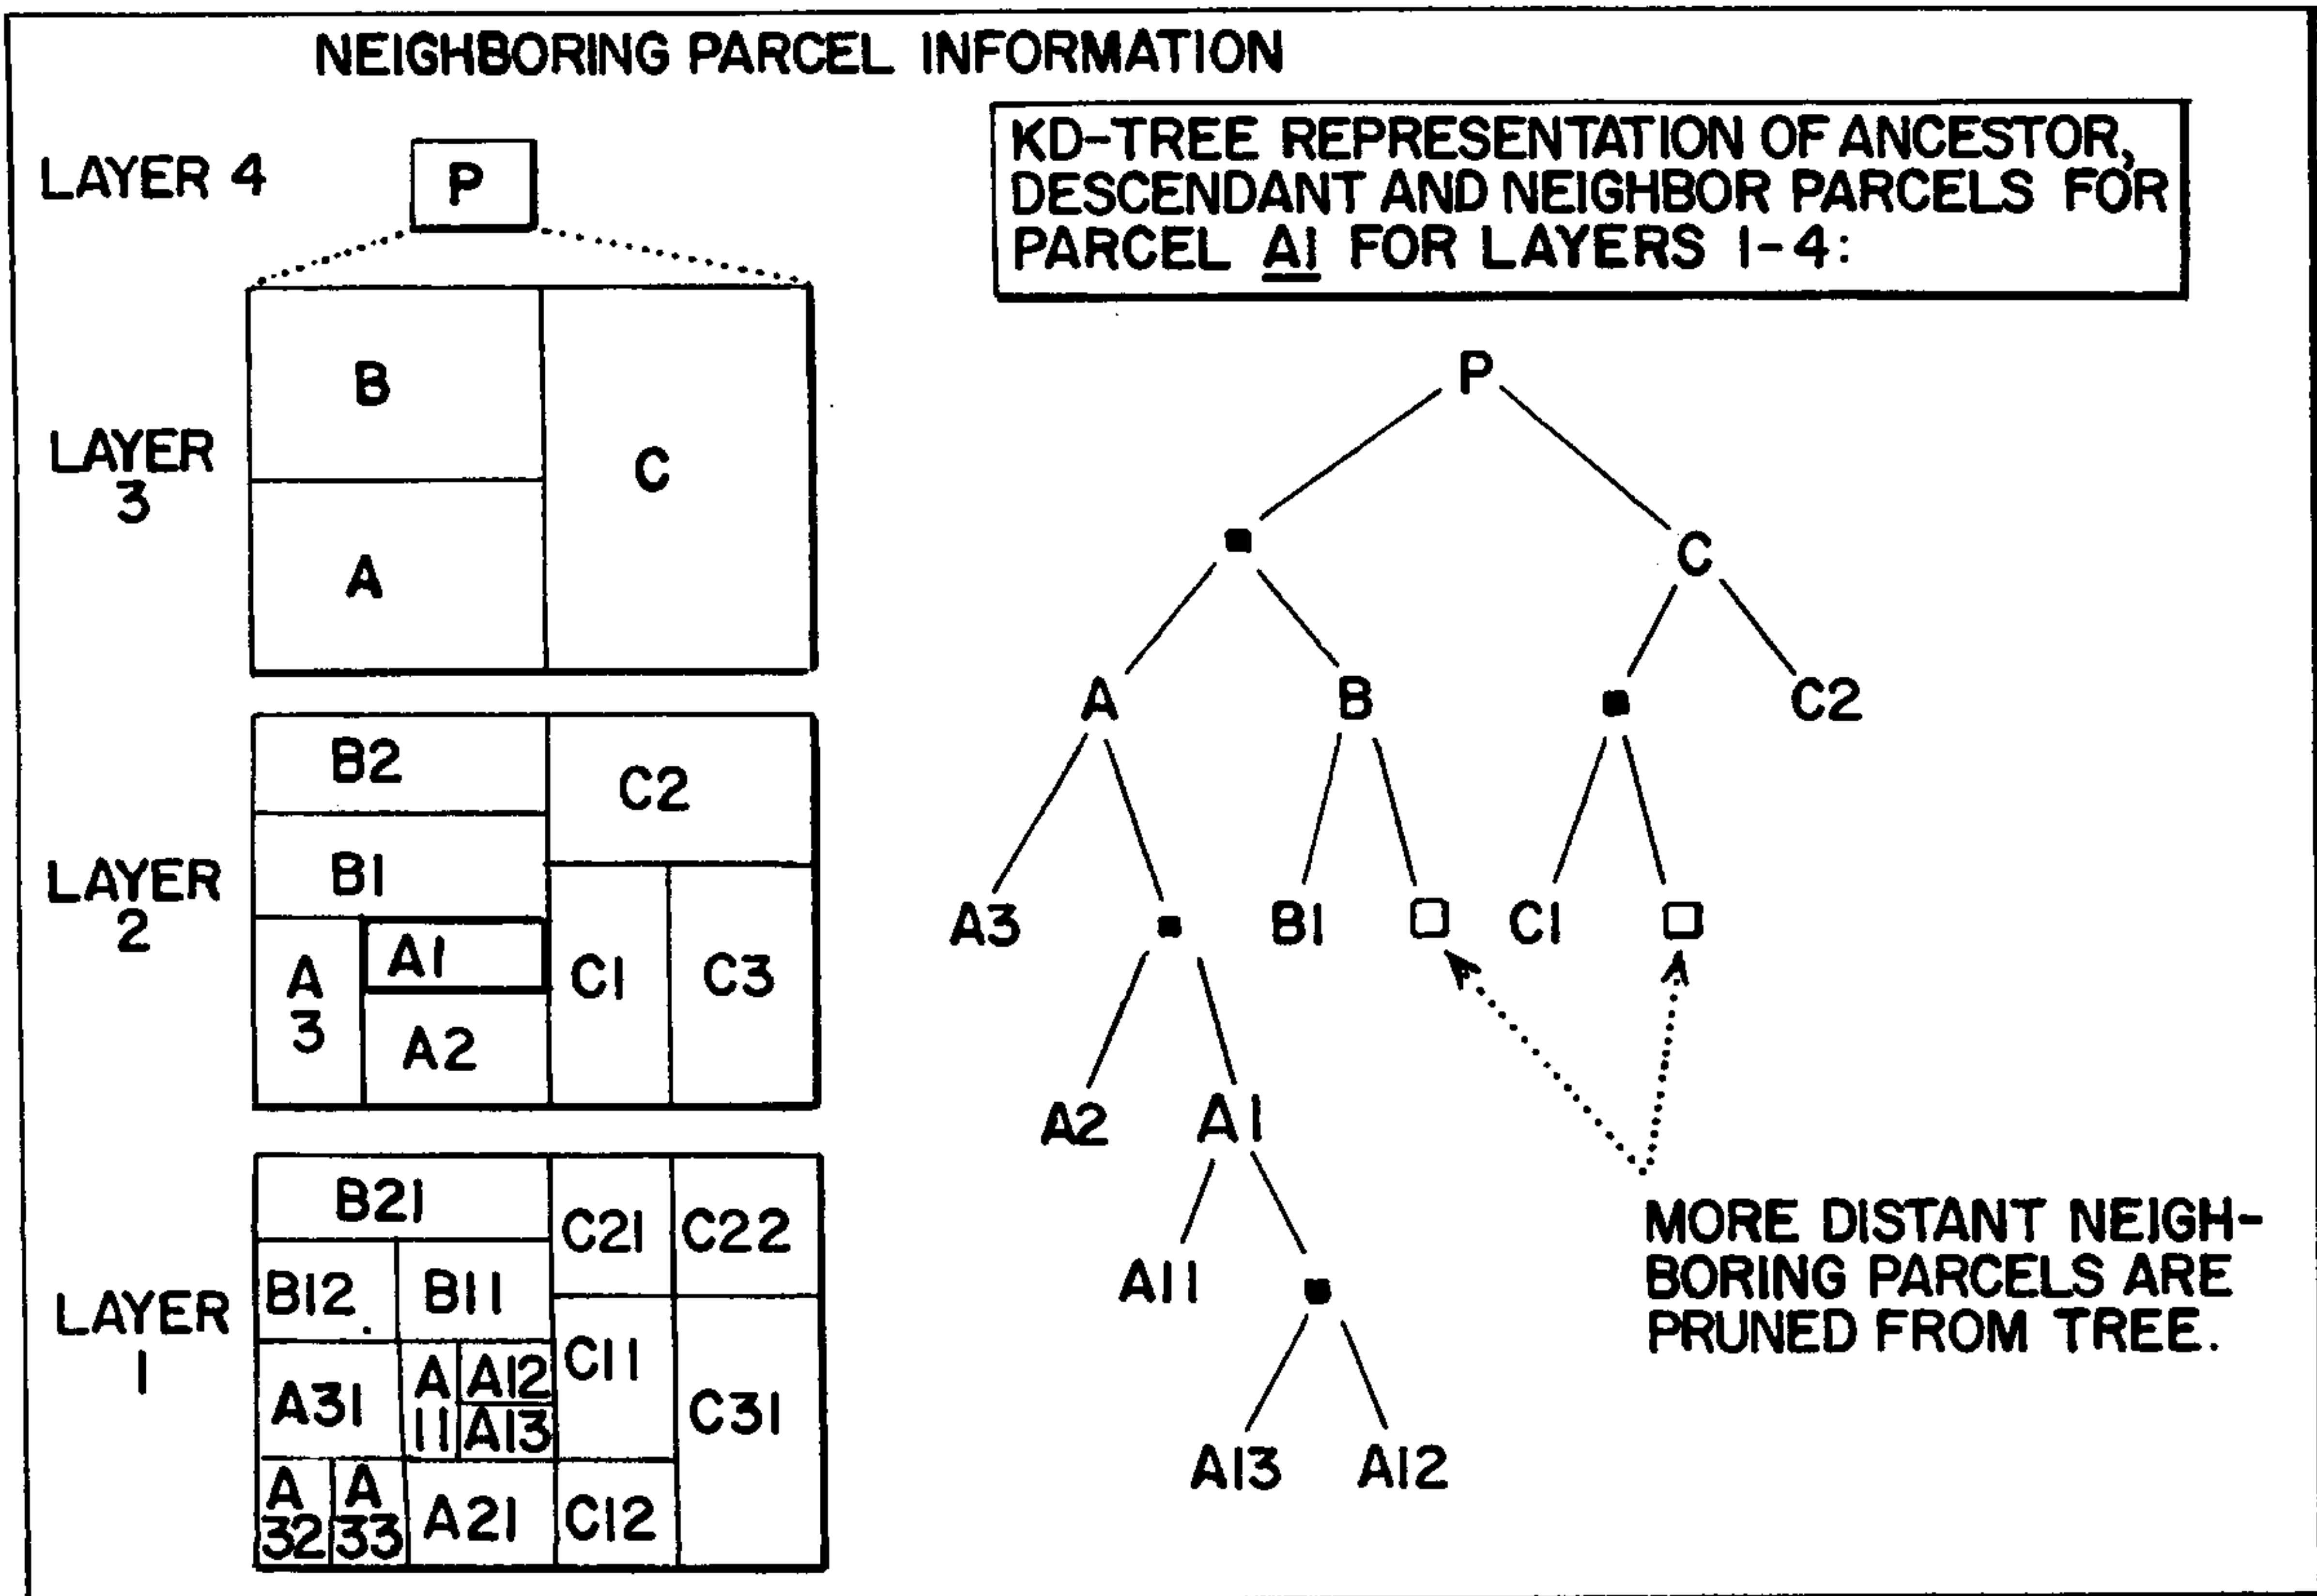 NEIGHBORING PARCEL INFORMATION
LAYER 4
P
LAYER
3
B
C
A
LAYER
2
B2
C2
B1
A1
A
3
C1
C3
A2
LAYER
1
B21
C21
C22
B12
B11
C11
A31
A
11
A12
A13
C31
A
32
A
33
A21
C12
KD-TREE REPRESENTATION OF ANCESTOR,
DESCENDANT AND NEIGHBOR PARCELS FOR
PARCEL A1 FOR LAYERS 1-4:
P
C
A
B
C2
A3
B1
C1
A2
A1
A11
A13
A12
MORE DISTANT NEIGH-
BORING PARCELS ARE
PRUNED FROM TREE.